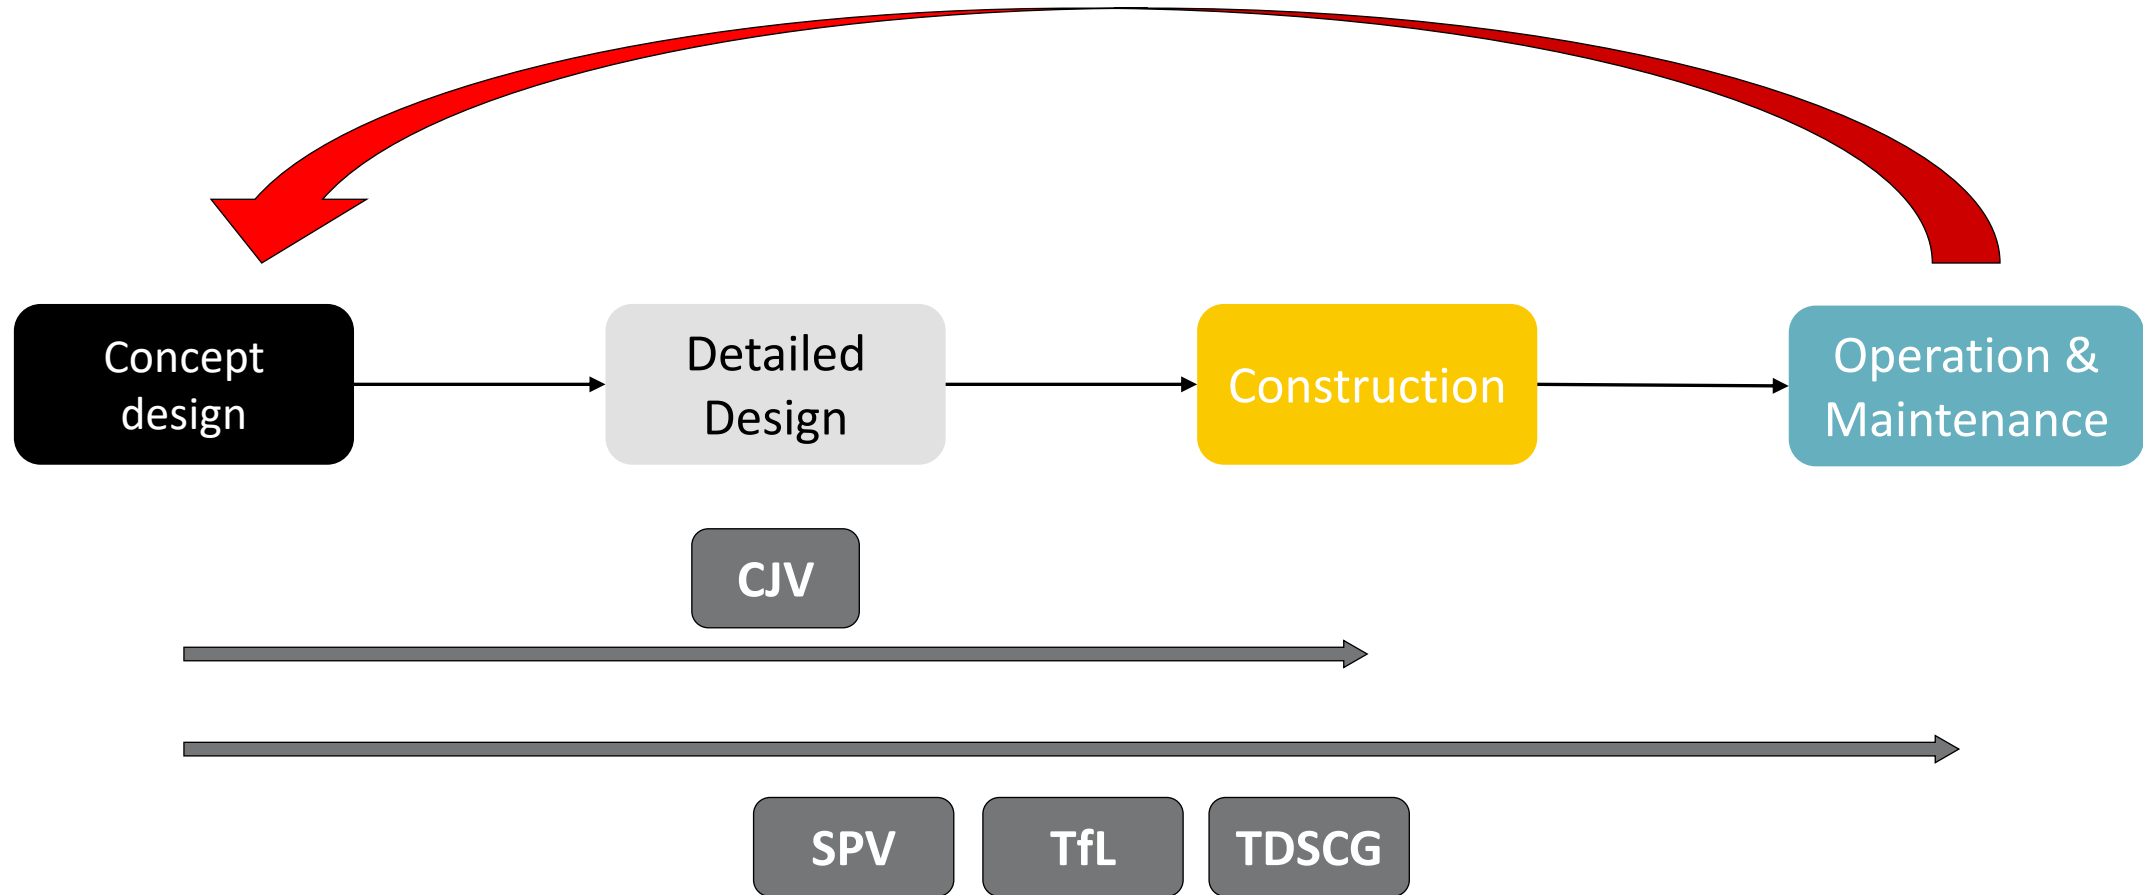 Concept
design
Detailed
Design
Construction
Operation &
Maintenance
CJV
SPV
TfL
TDSCG